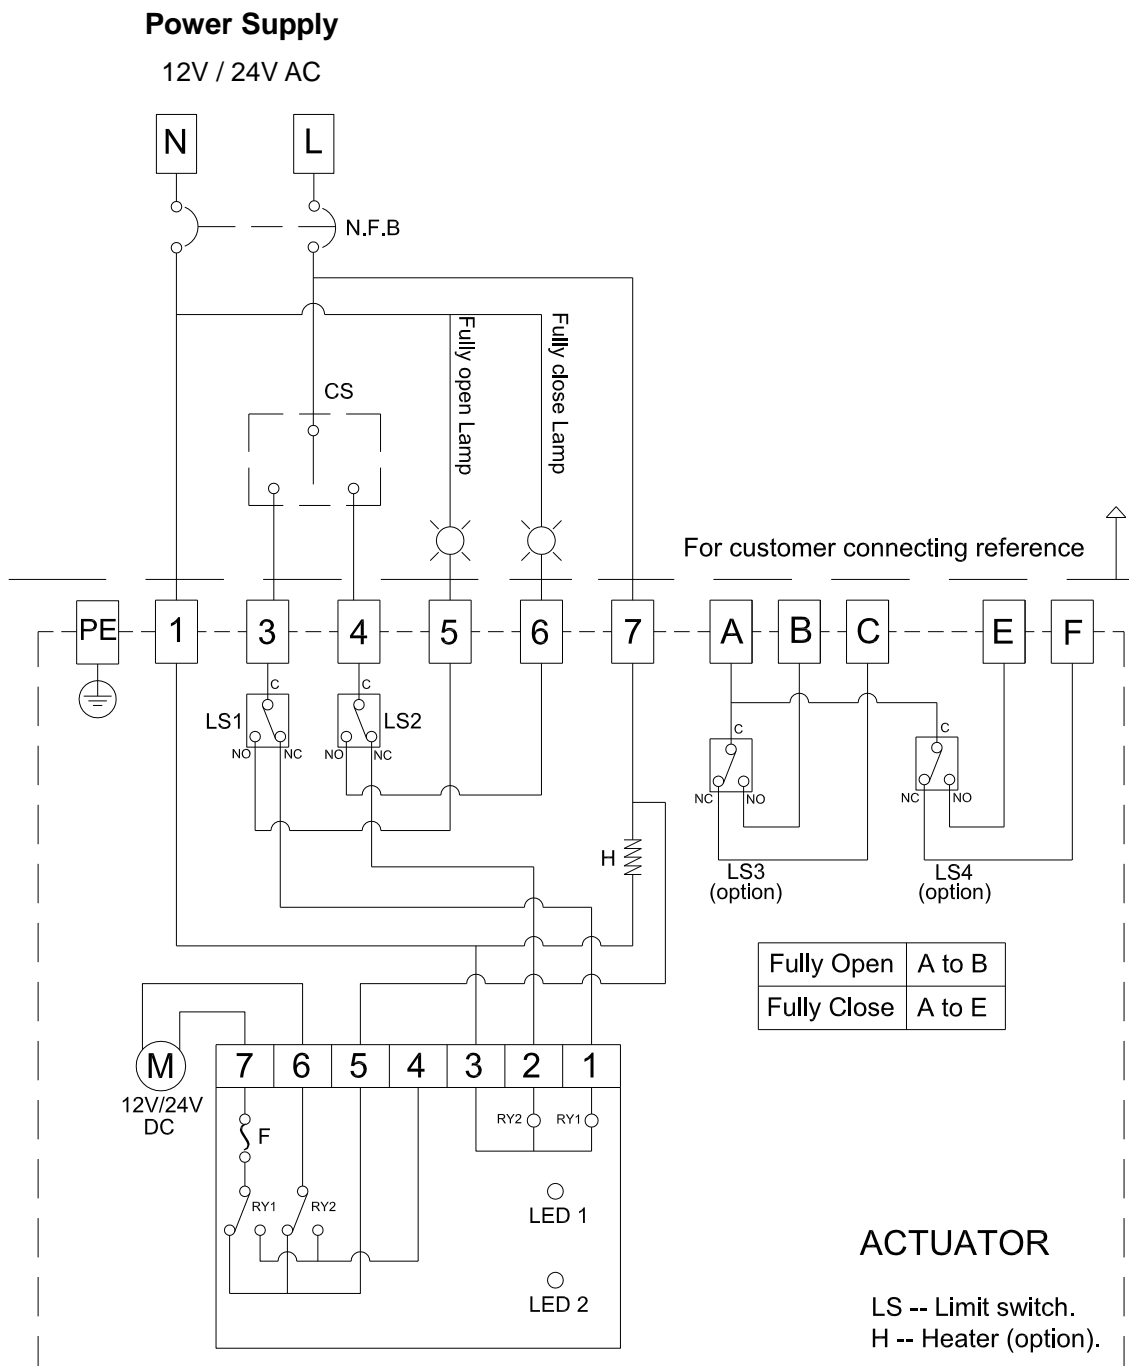 Power Supply
12V / 24V AC
N L
N.F.B
CS
Fully open Lamp
Fully close Lamp
For customer connecting reference
PE 1 3 4 5 6 7 A B C E F
C C
LS1 LS2
NO NC NO NC
C C
NC NO NC NO
H
LS3
(option)
LS4
(option)
Fully Open A to B
Fully Close A to E
M
12V/24V
DC
7 6 5 4 3 2 1
RY2 RY1
F
RY1 RY2
LED 1
LED 2
ACTUATOR
LS -- Limit switch.
H -- Heater (option).